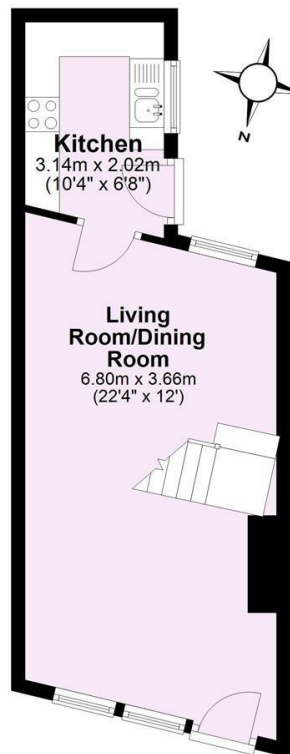 N
Kitchen
3.14m x 2.02m
(10'4" x 6'8")
Living
Room/Dining
Room
6.80m x 3.66m
(22'4" x 12')